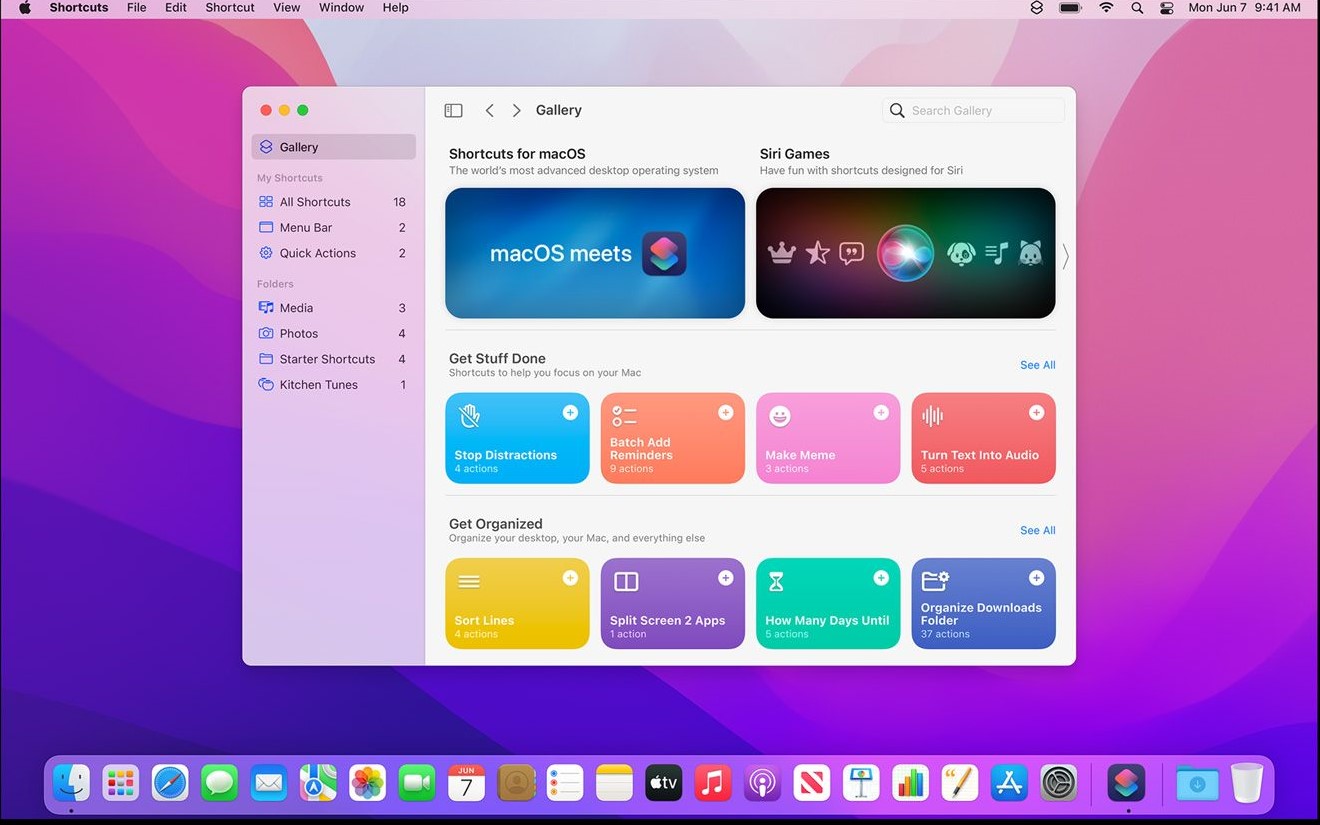 Shortcuts File Edit Shortcut View Window Help
Mon Jun 7 9:41 AM
Gallery
My Shortcuts
All Shortcuts 18
Menu Bar 2
Quick Actions 2
Folders
Media 3
Photos 4
Starter Shortcuts 4
Kitchen Tunes 1
Gallery
Search Gallery
Shortcuts for macOS
The world's most advanced desktop operating system
macOS meets
Siri Games
Have fun with shortcuts designed for Siri
Get Stuff Done
Shortcuts to help you focus on your Mac
See All
Stop Distractions
4 actions
Batch Add
Reminders
9 actions
Make Meme
3 actions
Turn Text Into Audio
5 actions
Get Organized
Organize your desktop, your Mac, and everything else
See All
Sort Lines
4 actions
Split Screen 2 Apps
1 action
How Many Days Until
5 actions
Organize Downloads
Folder
37 actions
JUN
7
tv